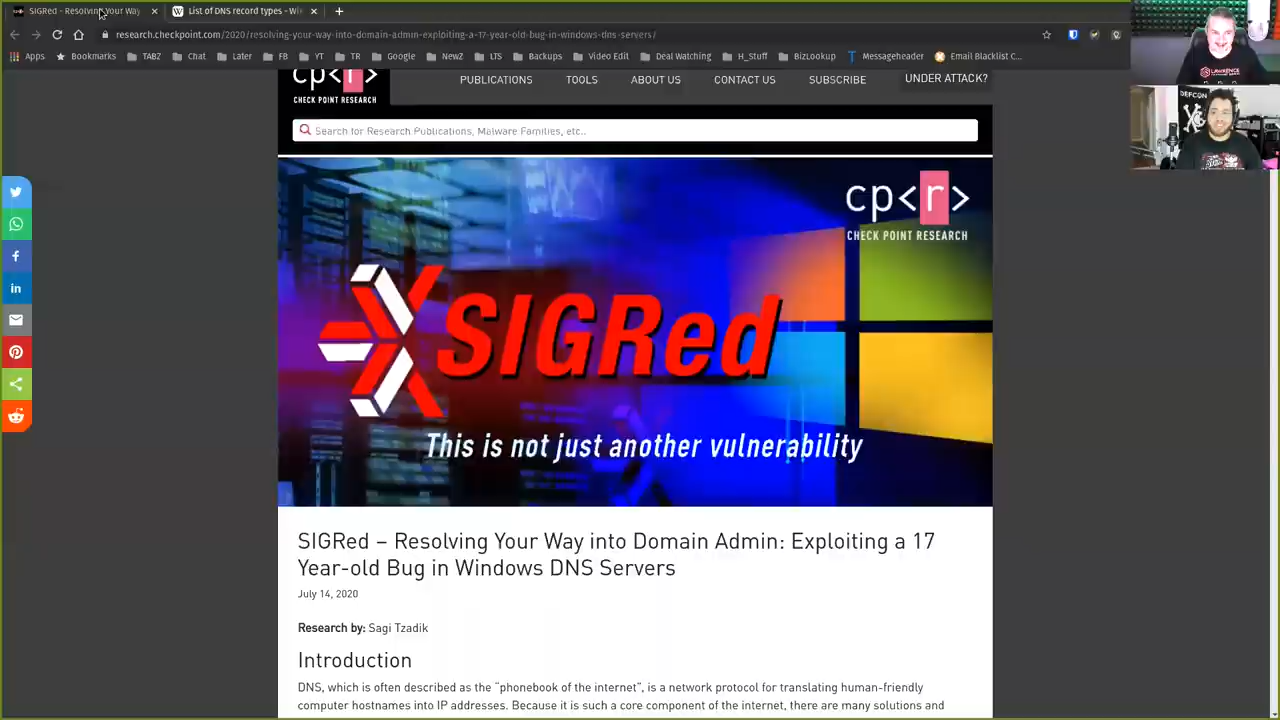 SIGRed – Resolving Your Way
List of DNS record types - Wi
research.checkpoint.com/2020/resolving-your-way-into-domain-admin-exploiting-a-17-year-old-bug-in-windows-dns-servers/
Apps Bookmarks TABZ Chat Later FB YT TR Google NewZ LTS Backups Video Edit Deal Watching H_Stuff BizLookup Messageheader Email Blacklist C...
cp<r>
CHECK POINT RESEARCH
PUBLICATIONS TOOLS ABOUT US CONTACT US SUBSCRIBE UNDER ATTACK?
Search for Research Publications, Malware Families, etc..
cp<r>
CHECK POINT RESEARCH
SIGRed
This is not just another vulnerability
SIGRed – Resolving Your Way into Domain Admin: Exploiting a 17
Year-old Bug in Windows DNS Servers
July 14, 2020
Research by: Sagi Tzadik
Introduction
DNS, which is often described as the “phonebook of the internet”, is a network protocol for translating human-friendly
computer hostnames into IP addresses. Because it is such a core component of the internet, there are many solutions and
DEFCON
LAWRENCE